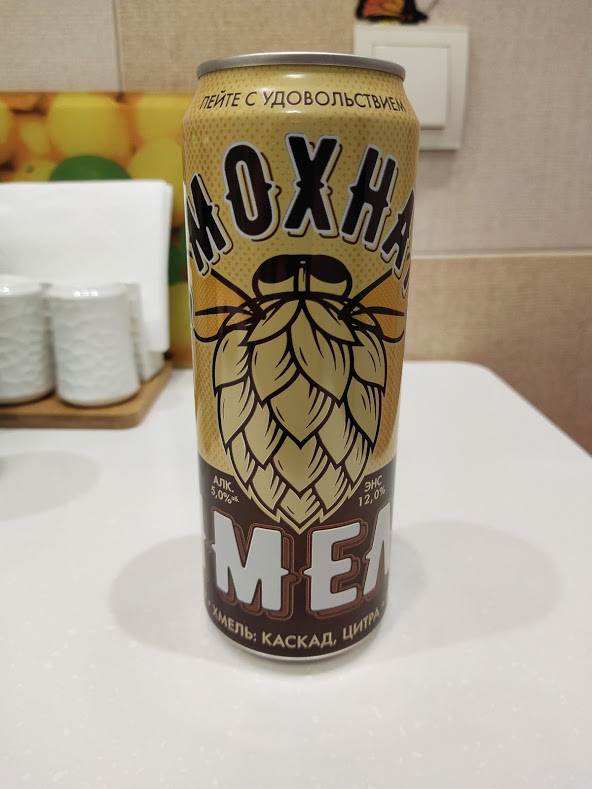 ПЕЙТЕ С УДОВОЛЬСТВИЕМ
МОХНА
АЛК.
5,0%об.
ЭНС
12,0%
МЕЛ
ХМЕЛЬ: КАСКАД, ЦИТРА